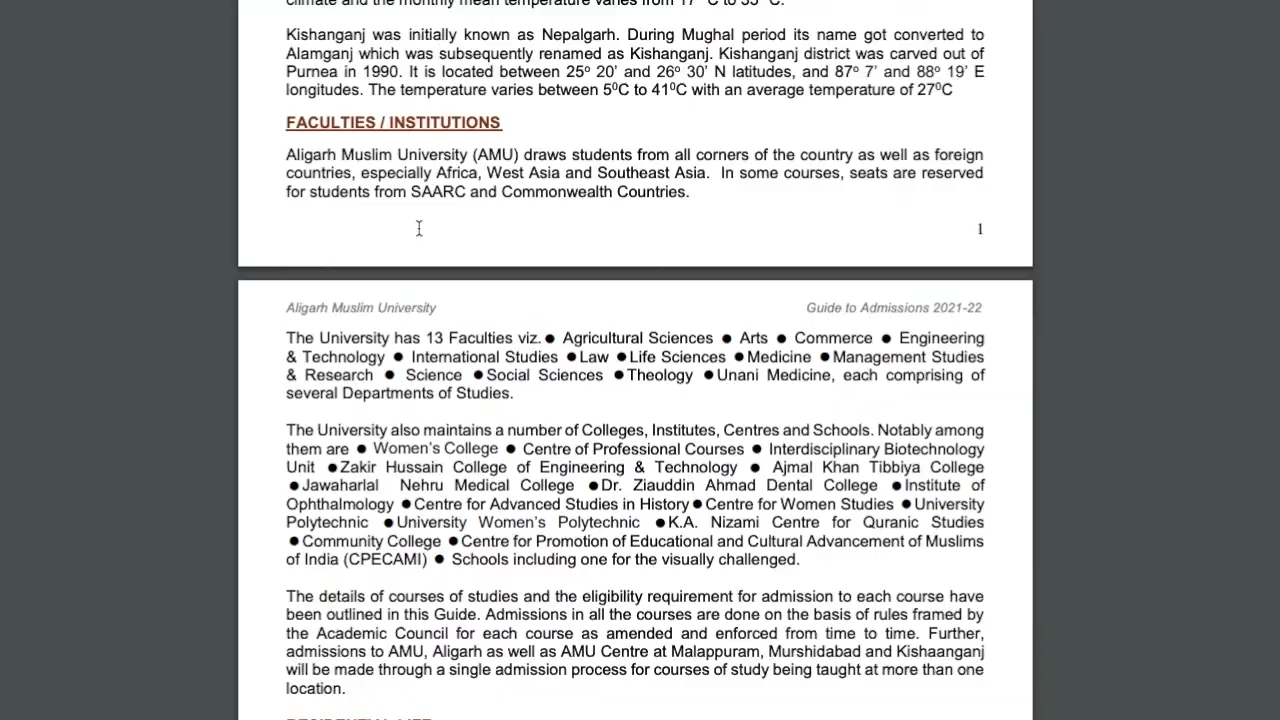 climate and the monthly mean temperature varies from 17 °C to 35 °C.
Kishanganj was initially known as Nepalgarh. During Mughal period its name got converted to
Alamganj which was subsequently renamed as Kishanganj. Kishanganj district was carved out of
Purnea in 1990. It is located between 25º 20’ and 26º 30’ N latitudes, and 87º 7’ and 88º 19’ E
longitudes. The temperature varies between 5⁰C to 41⁰C with an average temperature of 27⁰C
FACULTIES / INSTITUTIONS
Aligarh Muslim University (AMU) draws students from all corners of the country as well as foreign
countries, especially Africa, West Asia and Southeast Asia. In some courses, seats are reserved
for students from SAARC and Commonwealth Countries.
1
Aligarh Muslim University Guide to Admissions 2021-22
The University has 13 Faculties viz.● Agricultural Sciences ● Arts ● Commerce ● Engineering
& Technology ● International Studies ●Law ●Life Sciences ●Medicine ●Management Studies
& Research ● Science ●Social Sciences ●Theology ●Unani Medicine, each comprising of
several Departments of Studies.
The University also maintains a number of Colleges, Institutes, Centres and Schools. Notably among
them are ● Women’s College ● Centre of Professional Courses ● Interdisciplinary Biotechnology
Unit ●Zakir Hussain College of Engineering & Technology ● Ajmal Khan Tibbiya College
●Jawaharlal Nehru Medical College ●Dr. Ziauddin Ahmad Dental College ●Institute of
Ophthalmology ●Centre for Advanced Studies in History●Centre for Women Studies ●University
Polytechnic ●University Women’s Polytechnic ●K.A. Nizami Centre for Quranic Studies
●Community College ●Centre for Promotion of Educational and Cultural Advancement of Muslims
of India (CPECAMI) ● Schools including one for the visually challenged.
The details of courses of studies and the eligibility requirement for admission to each course have
been outlined in this Guide. Admissions in all the courses are done on the basis of rules framed by
the Academic Council for each course as amended and enforced from time to time. Further,
admissions to AMU, Aligarh as well as AMU Centre at Malappuram, Murshidabad and Kishaanganj
will be made through a single admission process for courses of study being taught at more than one
location.
RESIDENTIAL LIFE